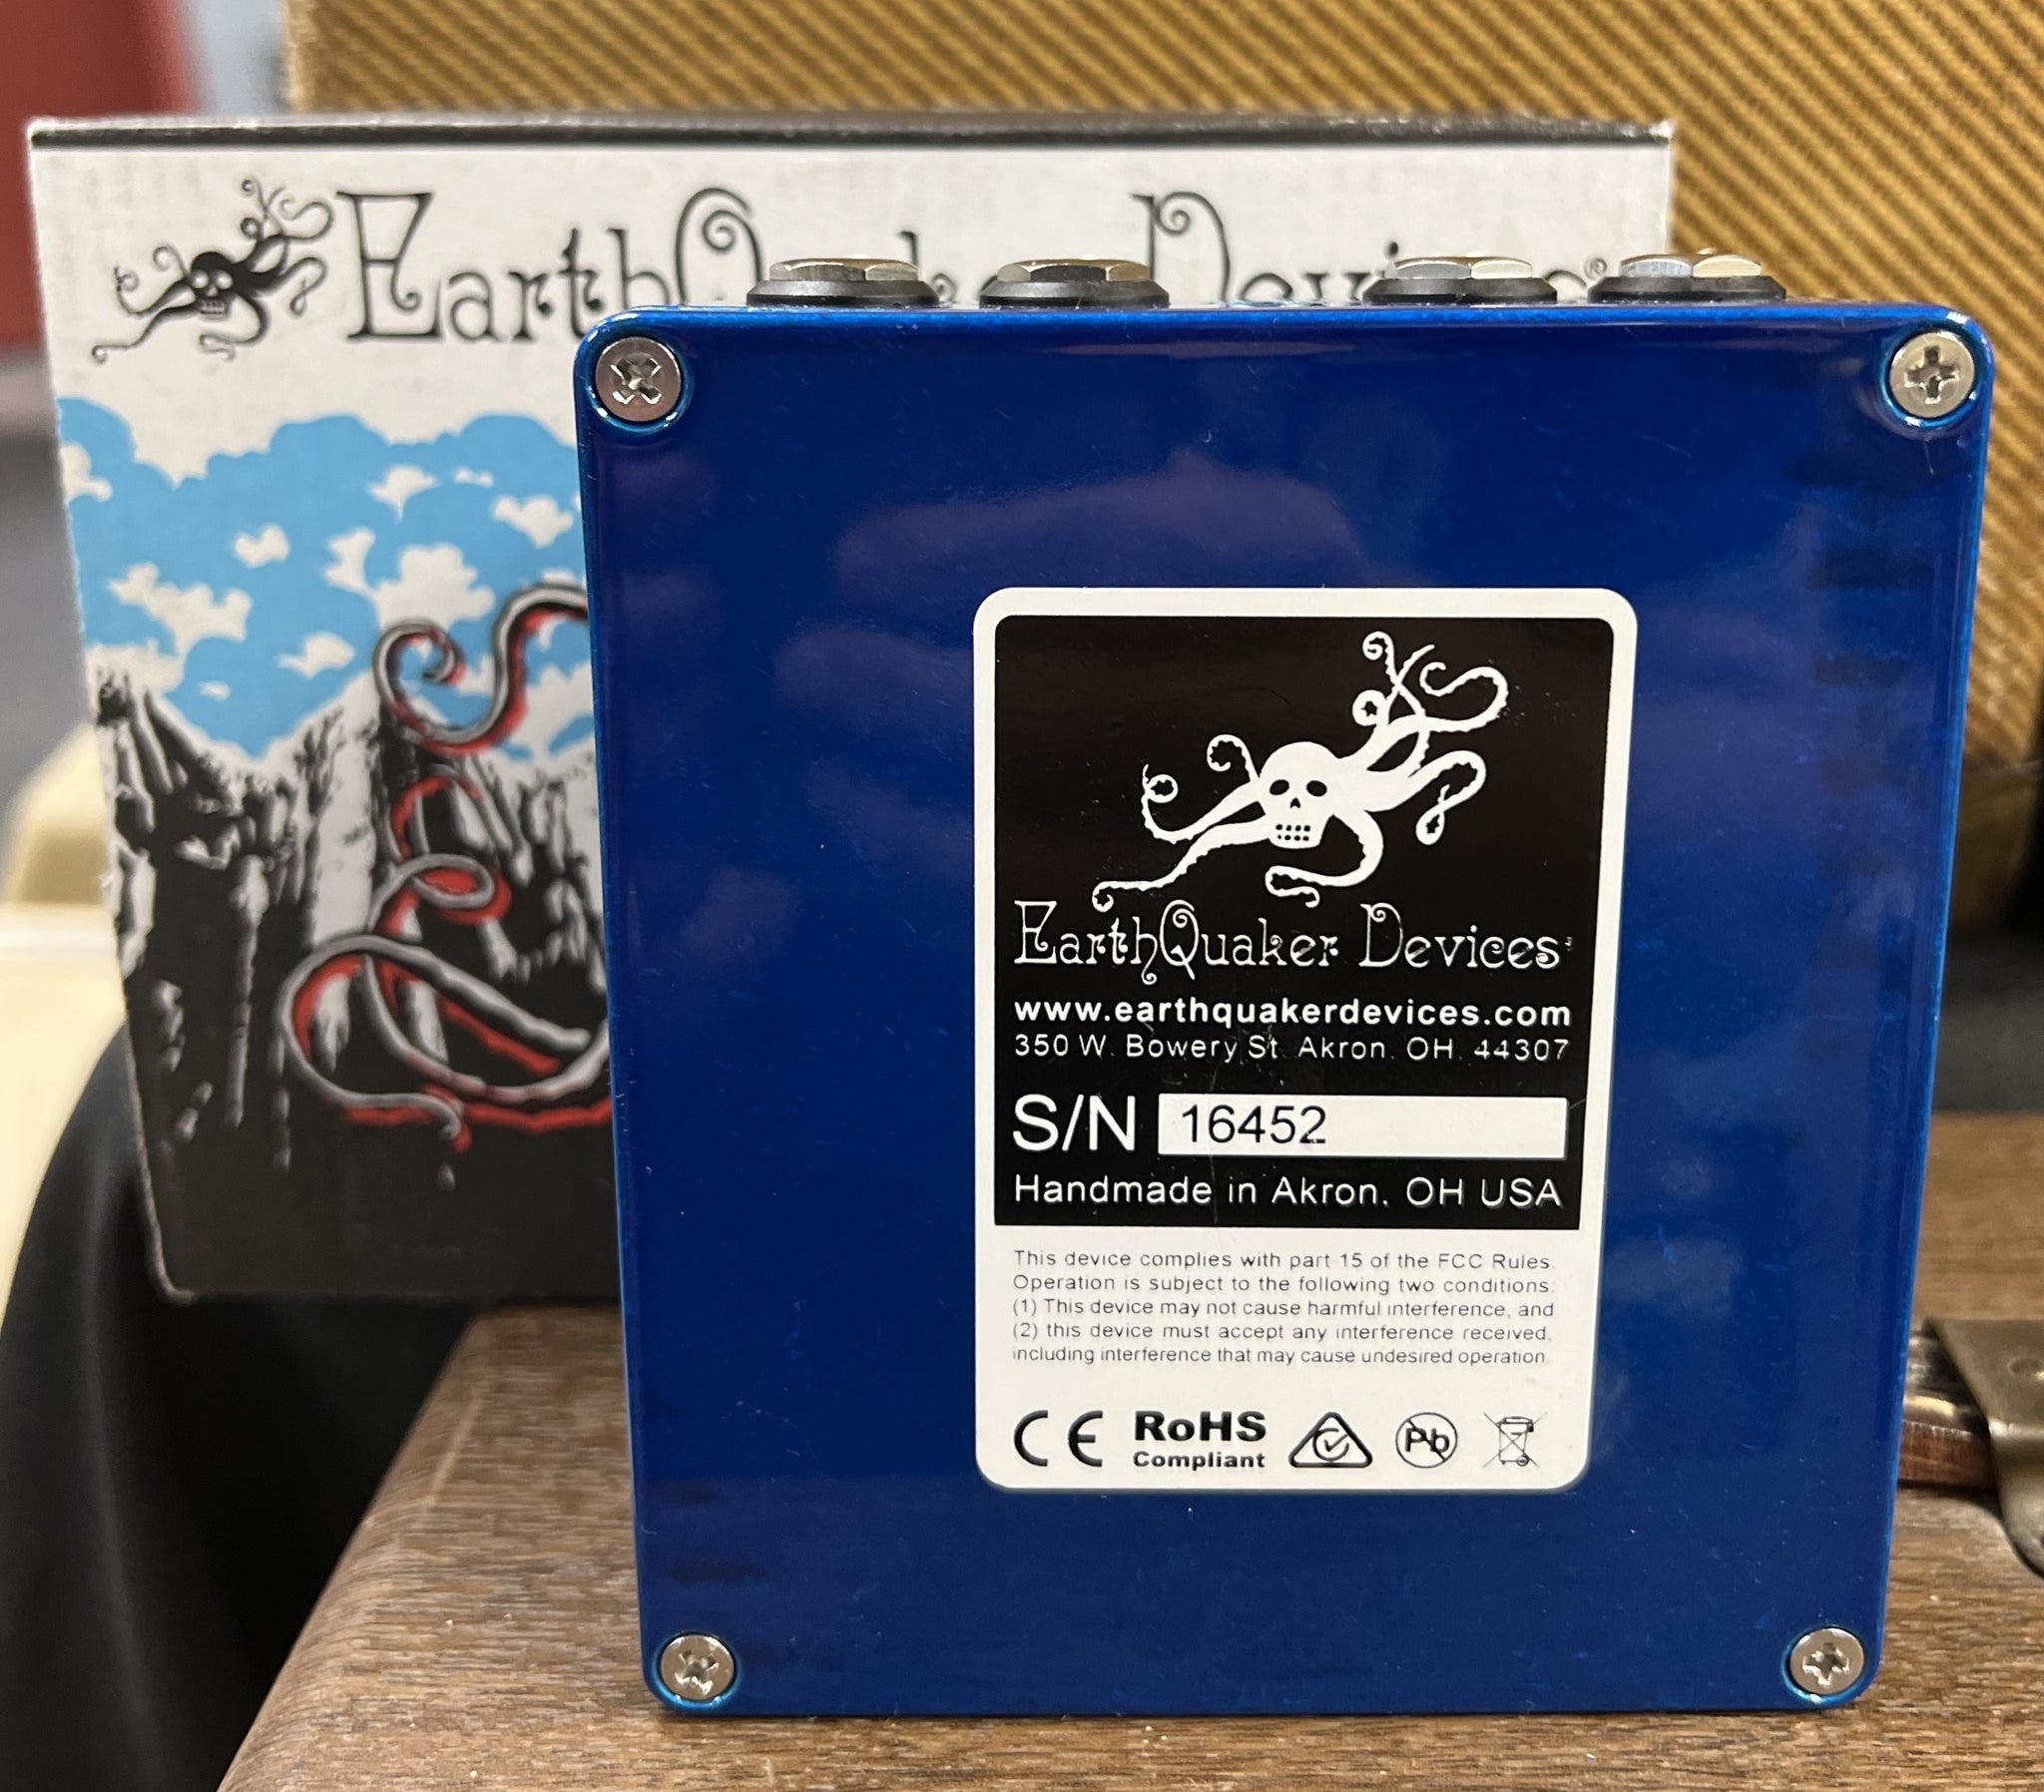 EarthQuaker Devices®
EarthQuaker Devices
www.earthquakerdevices.com
350 W. Bowery St. Akron, OH. 44307
S/N 16452
Handmade in Akron, OH USA
This device complies with part 15 of the FCC Rules.
Operation is subject to the following two conditions:
(1) This device may not cause harmful interference, and
(2) this device must accept any interference received,
including interference that may cause undesired operation.
CE RoHS Pb
Compliant